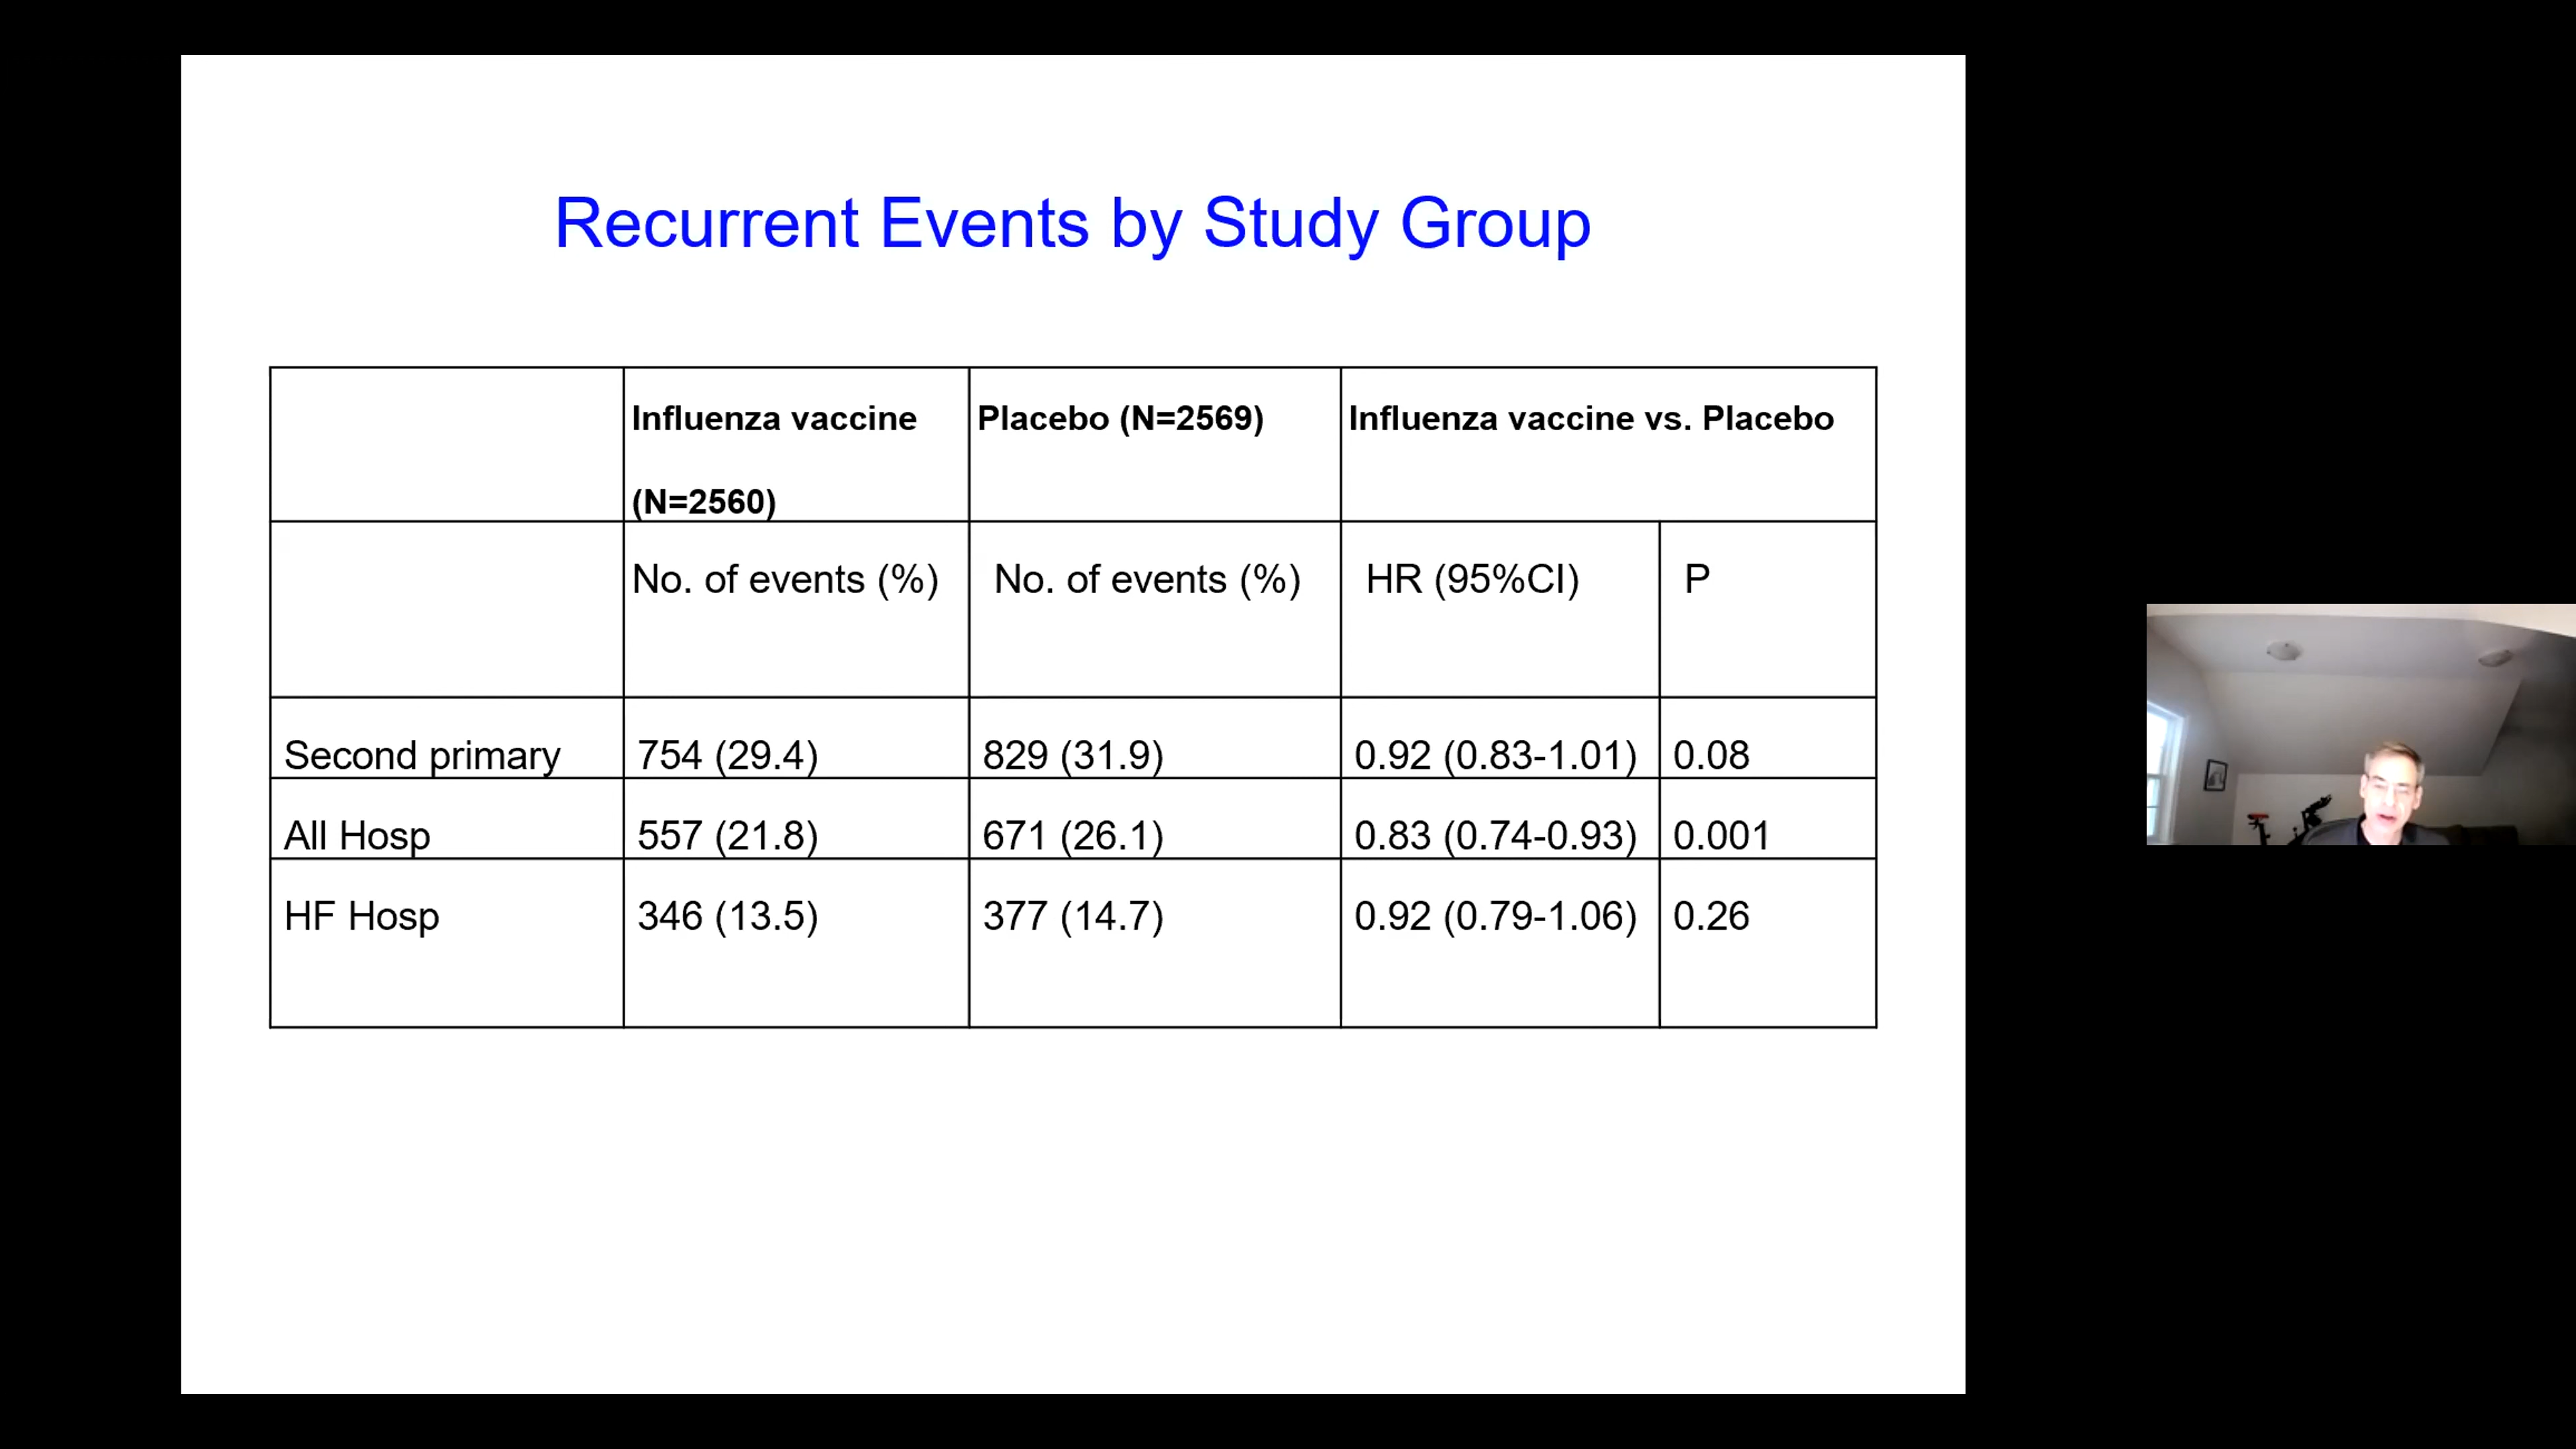 Recurrent Events by Study Group
Influenza vaccine
(N=2560)
Placebo (N=2569)
Influenza vaccine vs. Placebo
No. of events (%)
No. of events (%)
HR (95%CI)
P
Second primary
754 (29.4)
829 (31.9)
0.92 (0.83-1.01)
0.08
All Hosp
557 (21.8)
671 (26.1)
0.83 (0.74-0.93)
0.001
HF Hosp
346 (13.5)
377 (14.7)
0.92 (0.79-1.06)
0.26